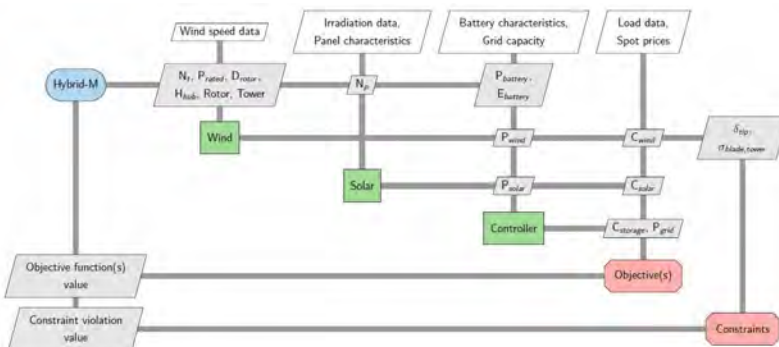 Wind speed data
Irradiation data,
Panel characteristics
Battery characteristics,
Grid capacity
Load data,
Spot prices
Hybrid-M
N_t, P_rated, D_rotor,
H_hub, Rotor, Tower
N_p
P_battery,
E_battery
Wind
P_wind
C_wind
δ_tip,
σ_blade,tower
Solar
P_solar
C_solar
Controller
C_storage, P_grid
Objective function(s)
value
Objective(s)
Constraint violation
value
Constraints